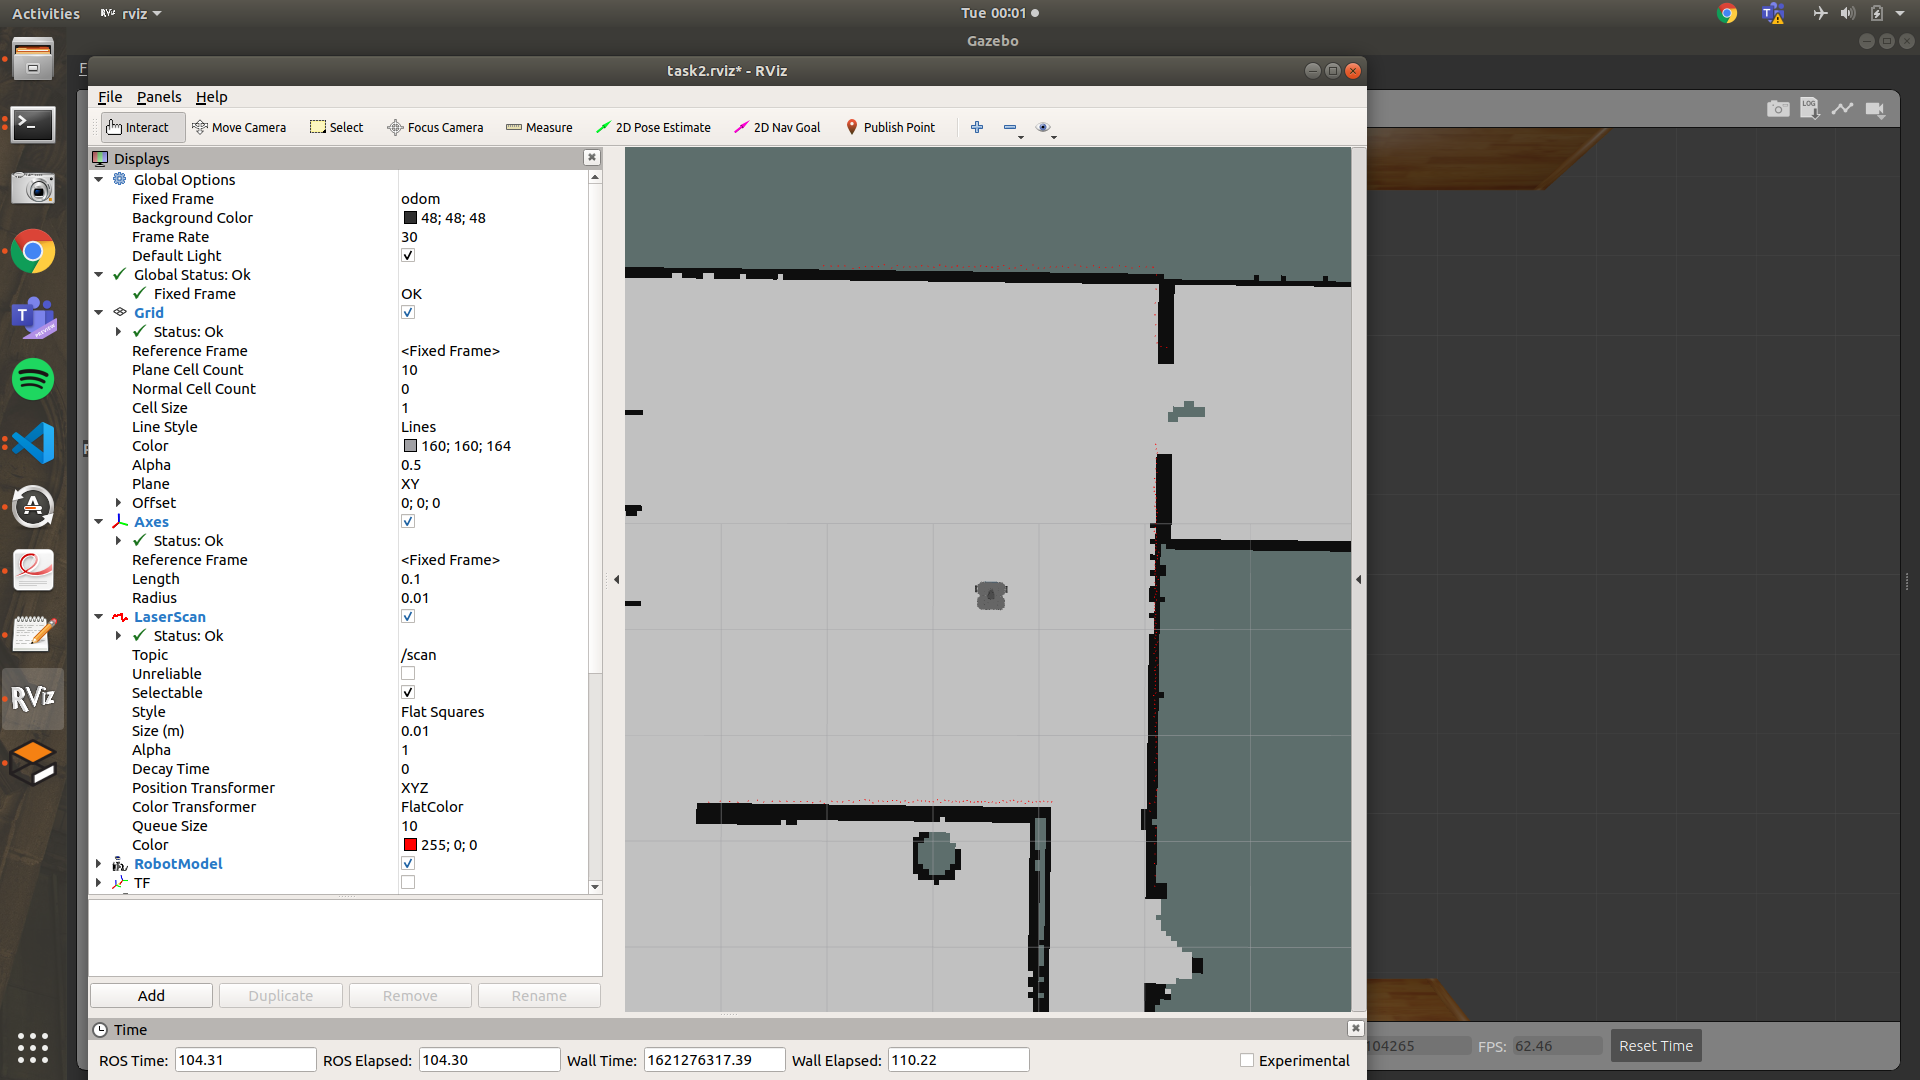 Activities RViz rviz Tue 00:01
Gazebo
task2.rviz* - RViz
File Panels Help
Interact Move Camera Select Focus Camera Measure 2D Pose Estimate 2D Nav Goal Publish Point
LOG
Displays
Global Options
Fixed Frame odom
Background Color 48; 48; 48
Frame Rate 30
Default Light
Global Status: Ok
Fixed Frame OK
Grid
Status: Ok
Reference Frame <Fixed Frame>
Plane Cell Count 10
Normal Cell Count 0
Cell Size 1
Line Style Lines
Color 160; 160; 164
Alpha 0.5
Plane XY
Offset 0; 0; 0
Axes
Status: Ok
Reference Frame <Fixed Frame>
Length 0.1
Radius 0.01
LaserScan
Status: Ok
Topic /scan
Unreliable
Selectable
Style Flat Squares
Size (m) 0.01
Alpha 1
Decay Time 0
Position Transformer XYZ
Color Transformer FlatColor
Queue Size 10
Color 255; 0; 0
RobotModel
TF
Add Duplicate Remove Rename
Time
ROS Time: 104.31 ROS Elapsed: 104.30 Wall Time: 1621276317.39 Wall Elapsed: 110.22 Experimental
104265 FPS: 62.46 Reset Time
RViz